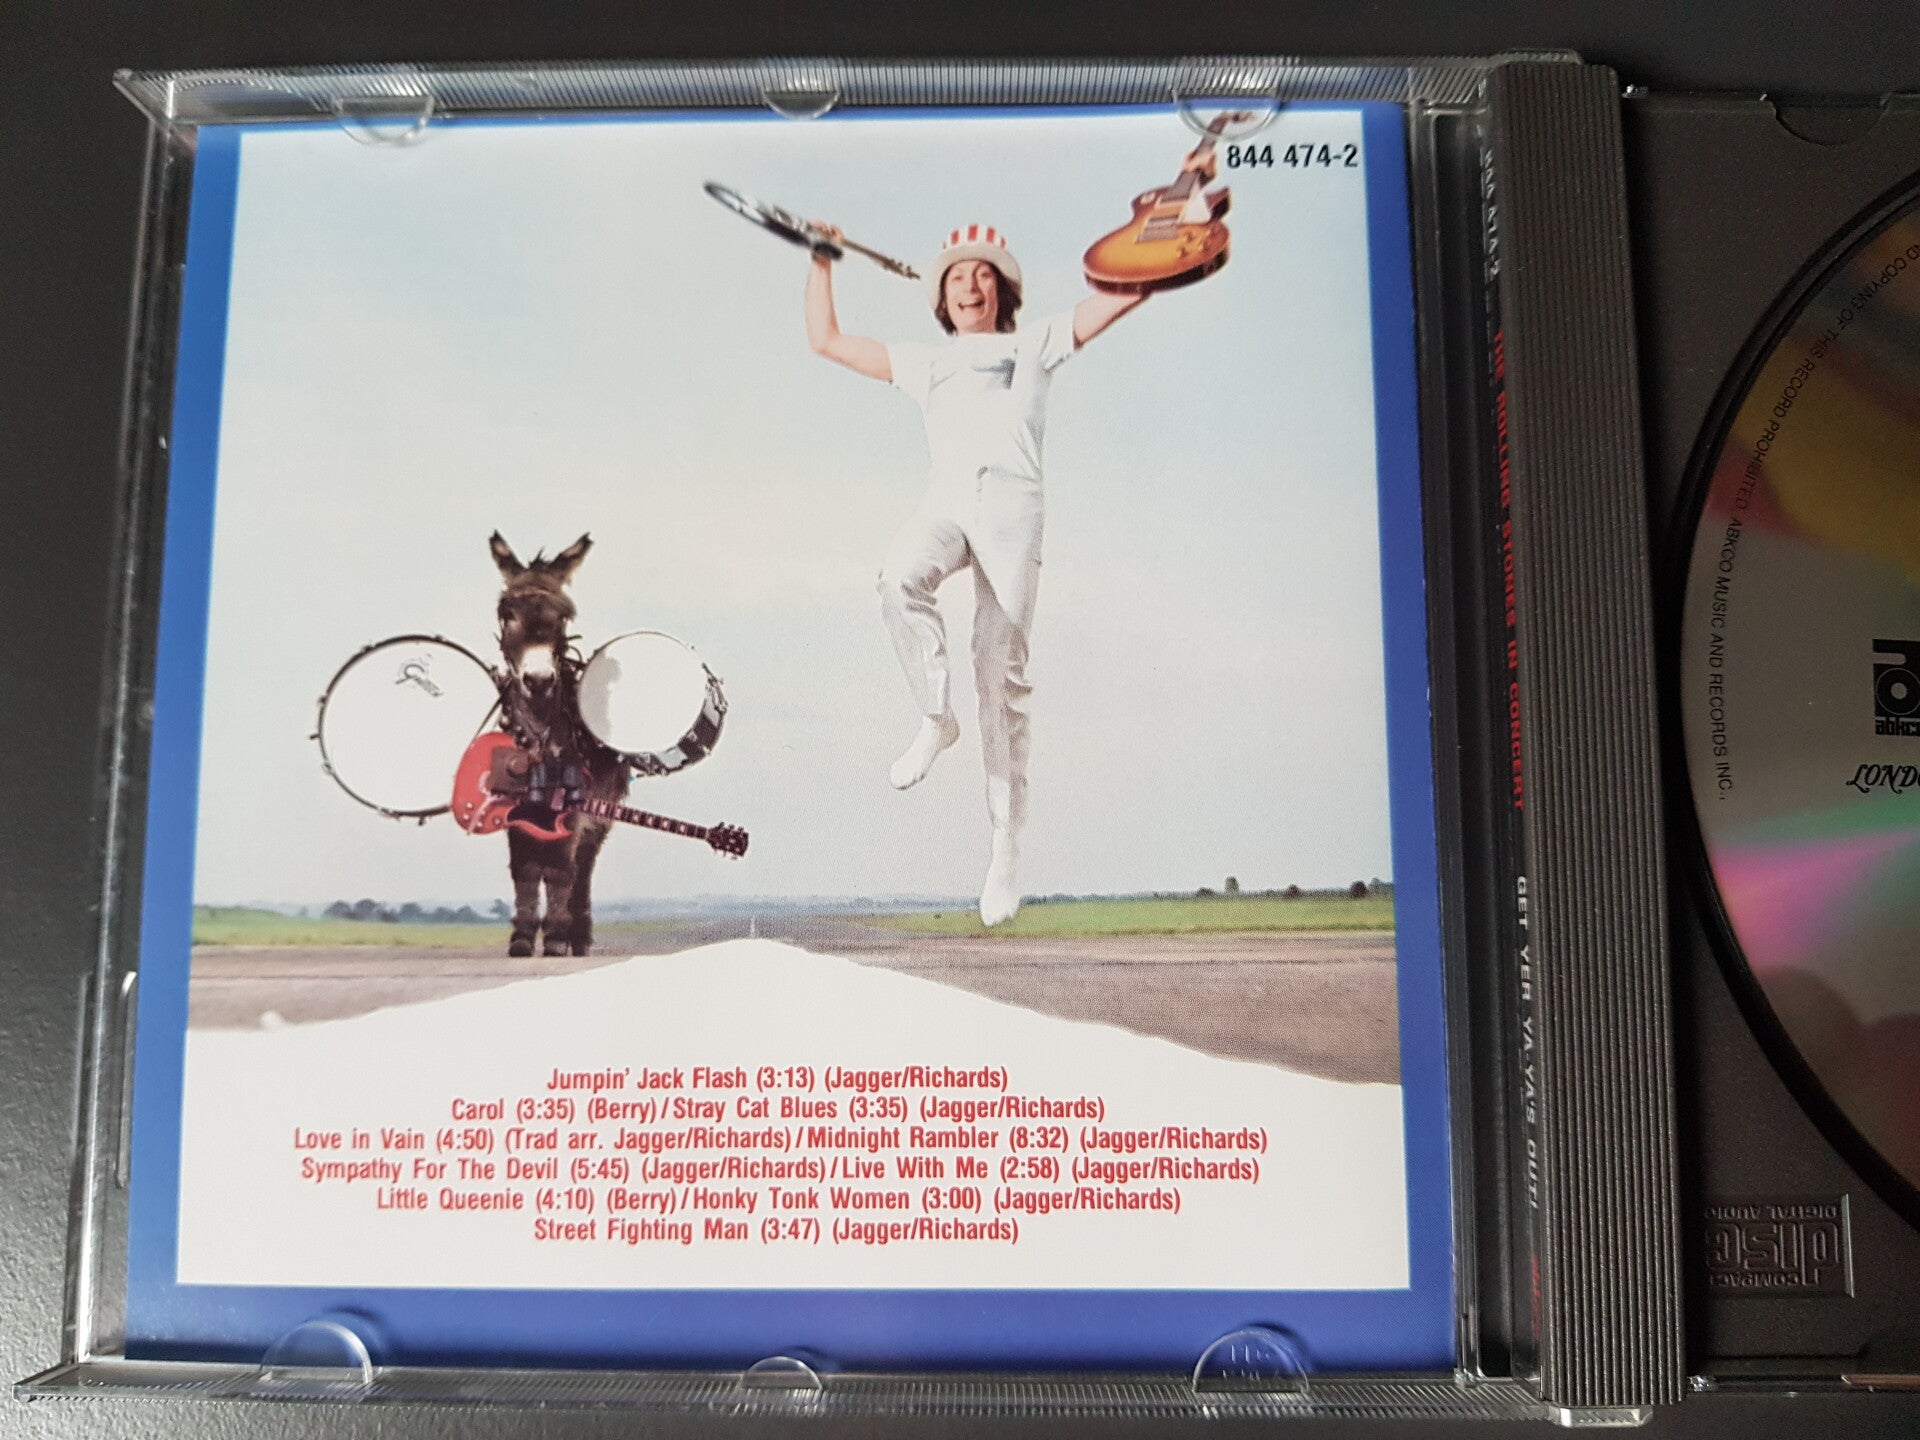 844 474-2
Jumpin' Jack Flash (3:13) (Jagger/Richards)
Carol (3:35) (Berry)/Stray Cat Blues (3:35) (Jagger/Richards)
Love in Vain (4:50) (Trad arr. Jagger/Richards)/Midnight Rambler (8:32) (Jagger/Richards)
Sympathy For The Devil (5:45) (Jagger/Richards)/Live With Me (2:58) (Jagger/Richards)
Little Queenie (4:10) (Berry)/Honky Tonk Women (3:00) (Jagger/Richards)
Street Fighting Man (3:47) (Jagger/Richards)
844 474-2 THE ROLLING STONES IN CONCERT GET YER YA-YA'S OUT!
COPYING OF THIS RECORD PROHIBITED. ABKCO MUSIC AND RECORDS INC.
abkco
COMPACT
disc
DIGITAL AUDIO